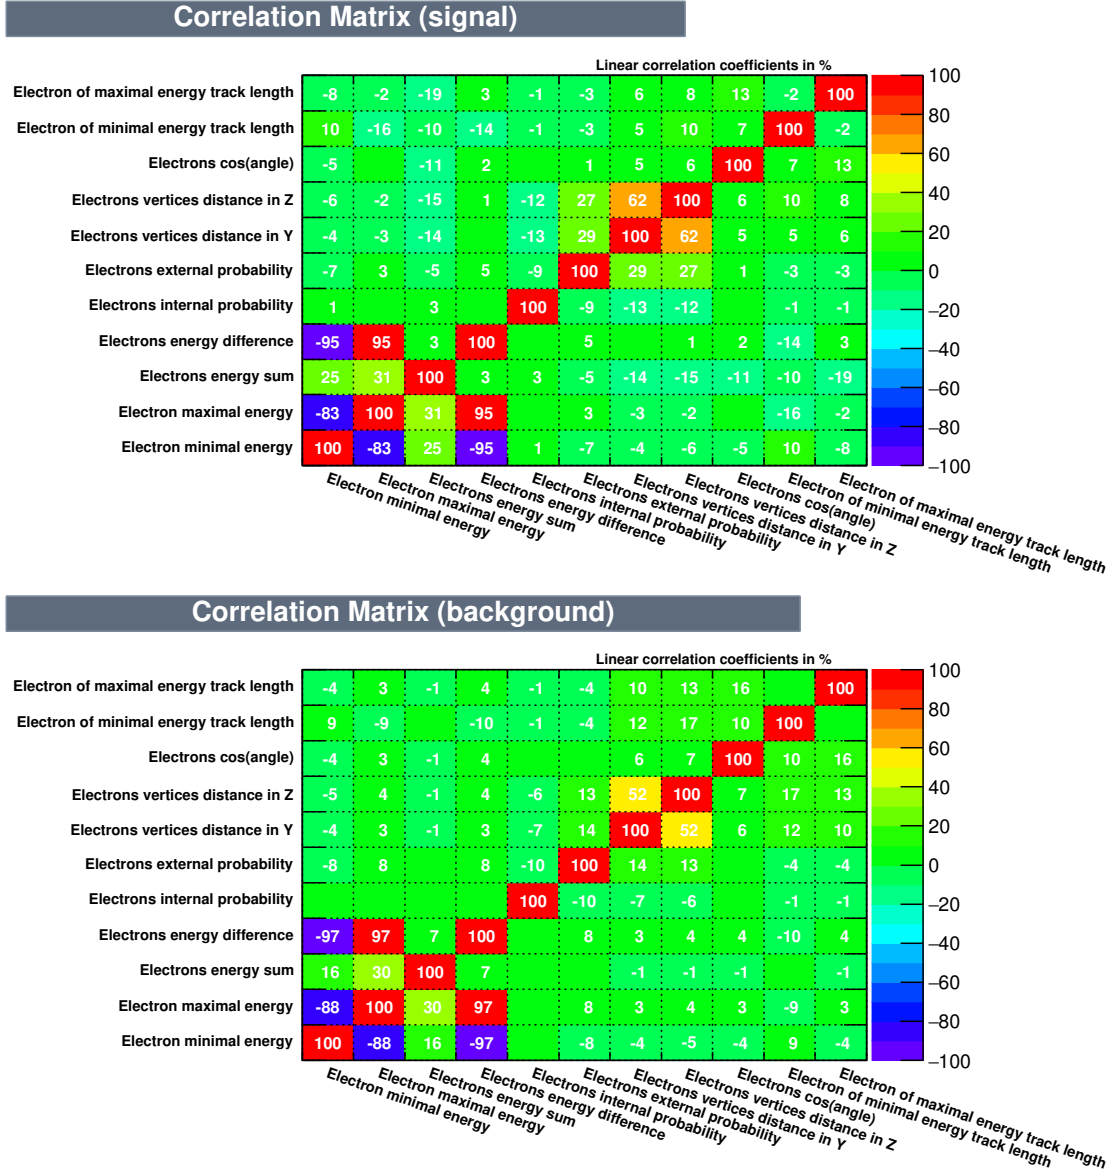 Correlation Matrix (signal)
Linear correlation coefficients in %
Electron of maximal energy track length -8 -2 -19 3 -1 -3 6 8 13 -2 100
Electron of minimal energy track length 10 -16 -10 -14 -1 -3 5 10 7 100 -2
Electrons cos(angle) -5 -11 2 1 5 6 100 7 13
Electrons vertices distance in Z -6 -2 -15 1 -12 27 62 100 6 10 8
Electrons vertices distance in Y -4 -3 -14 -13 29 100 62 5 5 6
Electrons external probability -7 3 -5 5 -9 100 29 27 1 -3 -3
Electrons internal probability 1 3 100 -9 -13 -12 -1 -1
Electrons energy difference -95 95 3 100 5 1 2 -14 3
Electrons energy sum 25 31 100 3 3 -5 -14 -15 -11 -10 -19
Electron maximal energy -83 100 31 95 3 -3 -2 -16 -2
Electron minimal energy 100 -83 25 -95 1 -7 -4 -6 -5 10 -8
100
80
60
40
20
0
−20
−40
−60
−80
−100
Electron minimal energy
Electron maximal energy
Electrons energy sum
Electrons energy difference
Electrons internal probability
Electrons external probability
Electrons vertices distance in Y
Electrons vertices distance in Z
Electrons cos(angle)
Electron of minimal energy track length
Electron of maximal energy track length
Correlation Matrix (background)
Linear correlation coefficients in %
Electron of maximal energy track length -4 3 -1 4 -1 -4 10 13 16 100
Electron of minimal energy track length 9 -9 -10 -1 -4 12 17 10 100
Electrons cos(angle) -4 3 -1 4 6 7 100 10 16
Electrons vertices distance in Z -5 4 -1 4 -6 13 52 100 7 17 13
Electrons vertices distance in Y -4 3 -1 3 -7 14 100 52 6 12 10
Electrons external probability -8 8 8 -10 100 14 13 -4 -4
Electrons internal probability 100 -10 -7 -6 -1 -1
Electrons energy difference -97 97 7 100 8 3 4 4 -10 4
Electrons energy sum 16 30 100 7 -1 -1 -1 -1
Electron maximal energy -88 100 30 97 8 3 4 3 -9 3
Electron minimal energy 100 -88 16 -97 -8 -4 -5 -4 9 -4
100
80
60
40
20
0
−20
−40
−60
−80
−100
Electron minimal energy
Electron maximal energy
Electrons energy sum
Electrons energy difference
Electrons internal probability
Electrons external probability
Electrons vertices distance in Y
Electrons vertices distance in Z
Electrons cos(angle)
Electron of minimal energy track length
Electron of maximal energy track length